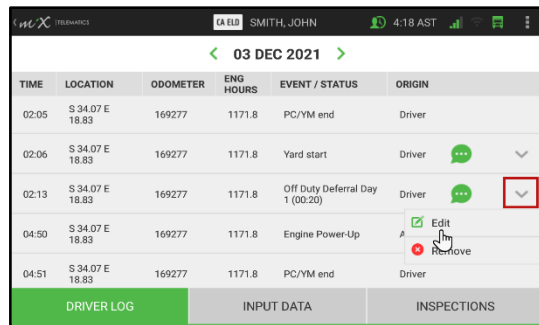 MiX TELEMATICS CA ELD SMITH, JOHN 4:18 AST
03 DEC 2021
TIME LOCATION ODOMETER ENG HOURS EVENT / STATUS ORIGIN
02:05 S 34.07 E 18.83 169277 1171.8 PC/YM end Driver
02:06 S 34.07 E 18.83 169277 1171.8 Yard start Driver
02:13 S 34.07 E 18.83 169277 1171.8 Off Duty Deferral Day 1 (00:20) Driver
Edit
04:50 S 34.07 E 18.83 169277 1171.8 Engine Power-Up A
Remove
04:51 S 34.07 E 18.83 169277 1171.8 PC/YM end Driver
DRIVER LOG INPUT DATA INSPECTIONS